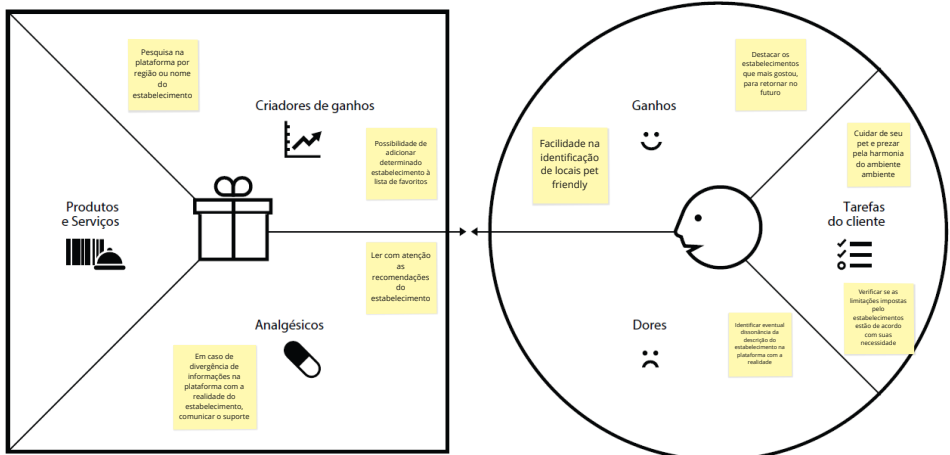 Pesquisa na
plataforma por
região ou nome
do
estabelecimento
Criadores de ganhos
Possibilidade de
adicionar
determinado
estabelecimento à
lista de favoritos
Produtos
e Serviços
Ler com atenção
as
recomendações
do
estabelecimento
Analgésicos
Em caso de
divergência de
informações na
plataforma com a
realidade do
estabelecimento,
comunicar o suporte
Destacar os
estabelecimentos
que mais gostou,
para retornar no
futuro
Ganhos
Facilidade na
identificação
de locais pet
friendly
Cuidar de seu
pet e prezar
pela harmonia
do ambiente
ambiente
Tarefas
do cliente
Verificar se as
limitações impostas
pelo
estabelecimentos
estão de acordo
com suas
necessidade
Dores
Identificar eventual
dissonância da
descrição do
estabelecimento na
plataforma com a
realidade